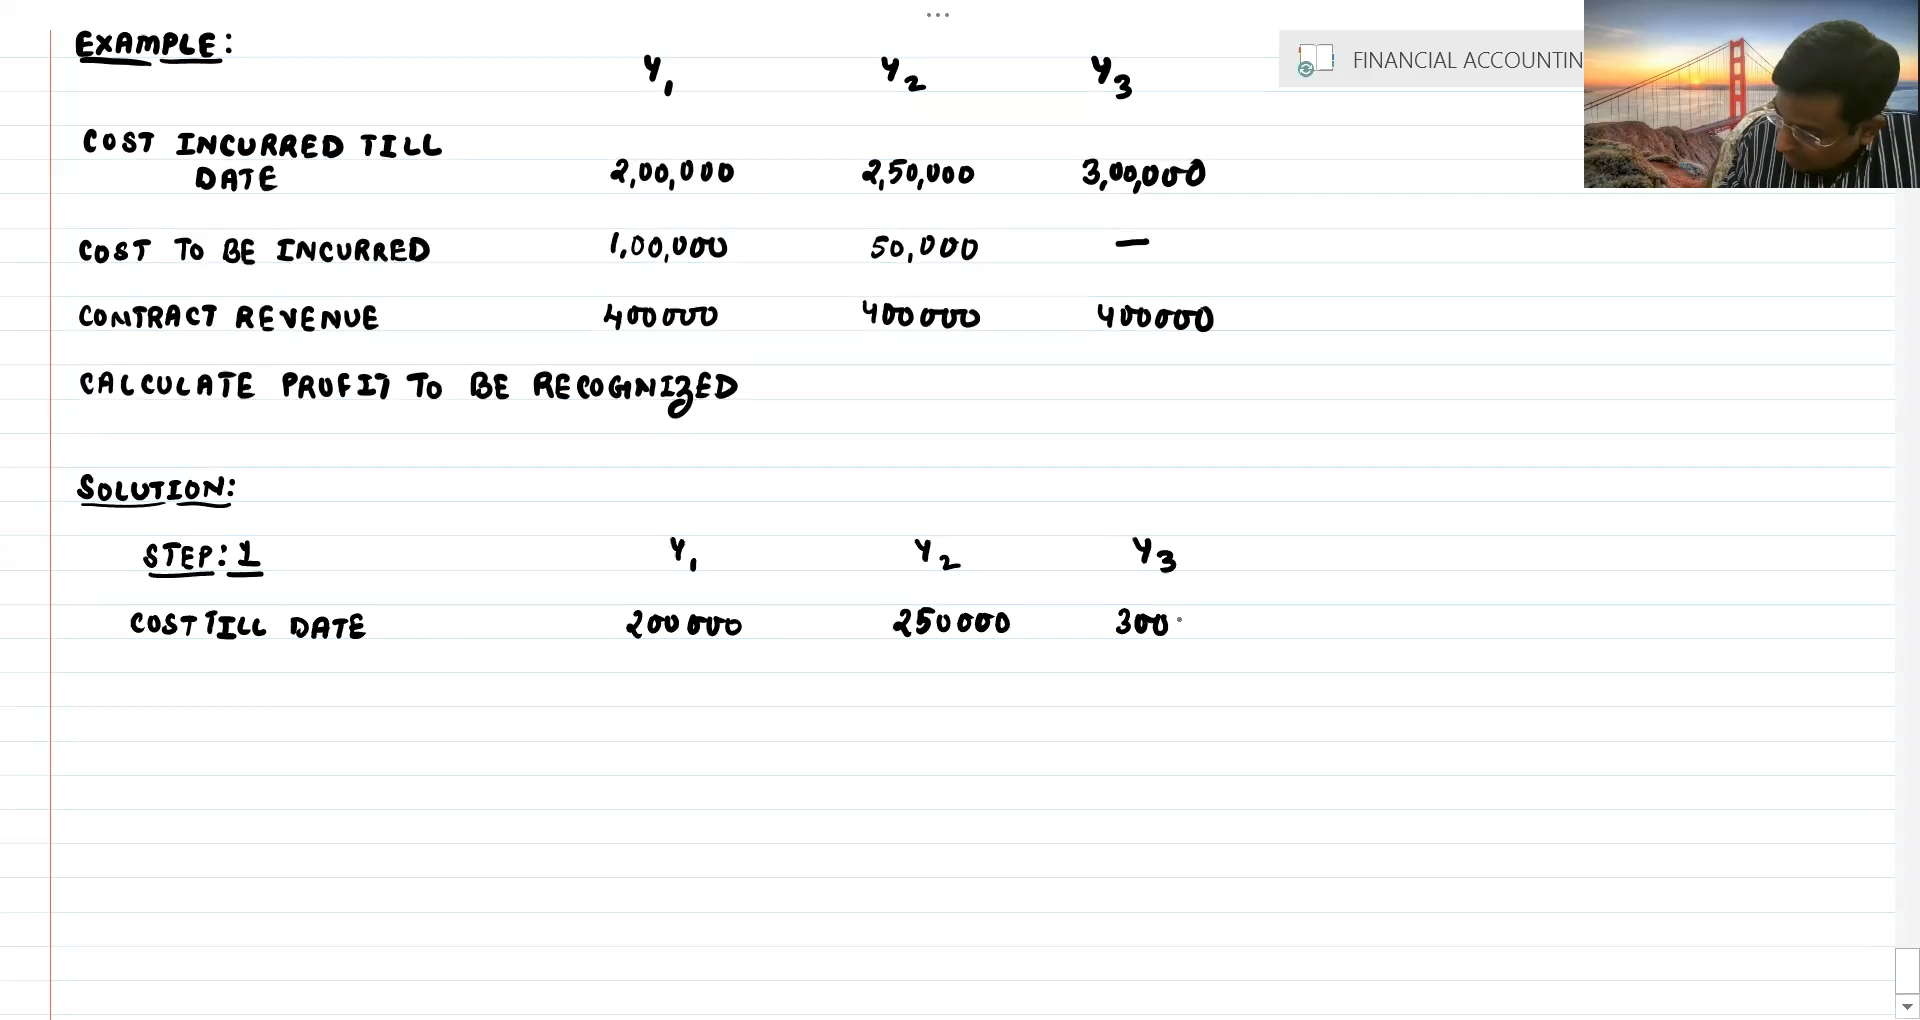 EXAMPLE:
Y1 Y2 Y3
FINANCIAL ACCOUNTIN
COST INCURRED TILL
DATE 2,00,000 2,50,000 3,00,000
COST TO BE INCURRED 1,00,000 50,000 —
CONTRACT REVENUE 400000 400000 400000
CALCULATE PROFIT TO BE RECOGNIZED
SOLUTION:
STEP: 1 Y1 Y2 Y3
COST TILL DATE 200000 250000 300